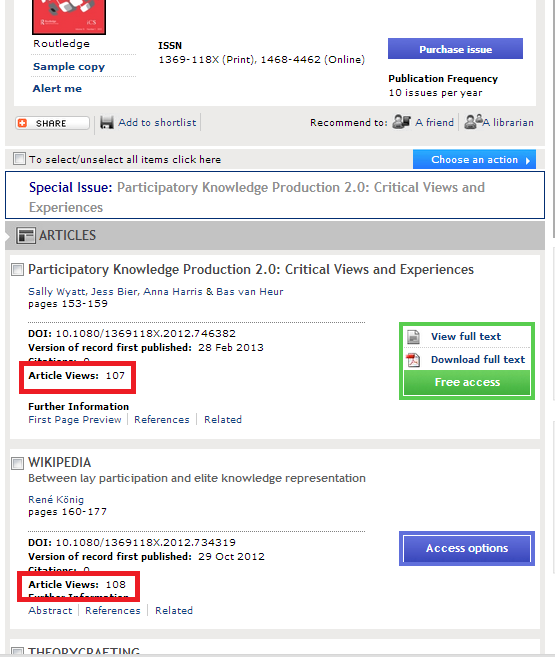 Routledge
Sample copy
Alert me
ISSN
1369-118X (Print), 1468-4462 (Online)
Purchase issue
Publication Frequency
10 issues per year
SHARE
Add to shortlist
Recommend to: A friend A librarian
To select/unselect all items click here
Choose an action
Special Issue: Participatory Knowledge Production 2.0: Critical Views and
Experiences
ARTICLES
Participatory Knowledge Production 2.0: Critical Views and Experiences
Sally Wyatt, Jess Bier, Anna Harris & Bas van Heur
pages 153-159
DOI: 10.1080/1369118X.2012.746382
Version of record first published: 28 Feb 2013
Citations: 0
Article Views: 107
Further Information
First Page Preview References Related
View full text
Download full text
Free access
WIKIPEDIA
Between lay participation and elite knowledge representation
René König
pages 160-177
DOI: 10.1080/1369118X.2012.734319
Version of record first published: 29 Oct 2012
Citations: 0
Article Views: 108
Further Information
Abstract References Related
Access options
THEORYCRAFTING